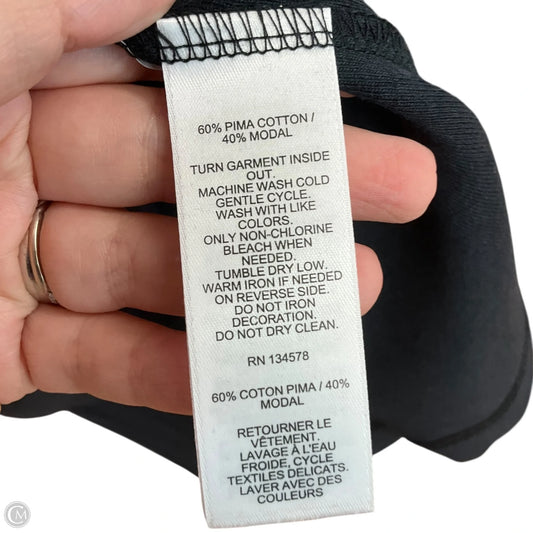 60% PIMA COTTON /
40% MODAL
TURN GARMENT INSIDE
OUT.
MACHINE WASH COLD
GENTLE CYCLE.
WASH WITH LIKE
COLORS.
ONLY NON-CHLORINE
BLEACH WHEN
NEEDED.
TUMBLE DRY LOW.
WARM IRON IF NEEDED
ON REVERSE SIDE.
DO NOT IRON
DECORATION.
DO NOT DRY CLEAN.
RN 134578
60% COTON PIMA / 40%
MODAL
RETOURNER LE
VÊTEMENT.
LAVAGE À L'EAU
FROIDE, CYCLE
TEXTILES DÉLICATS.
LAVER AVEC DES
COULEURS
CM